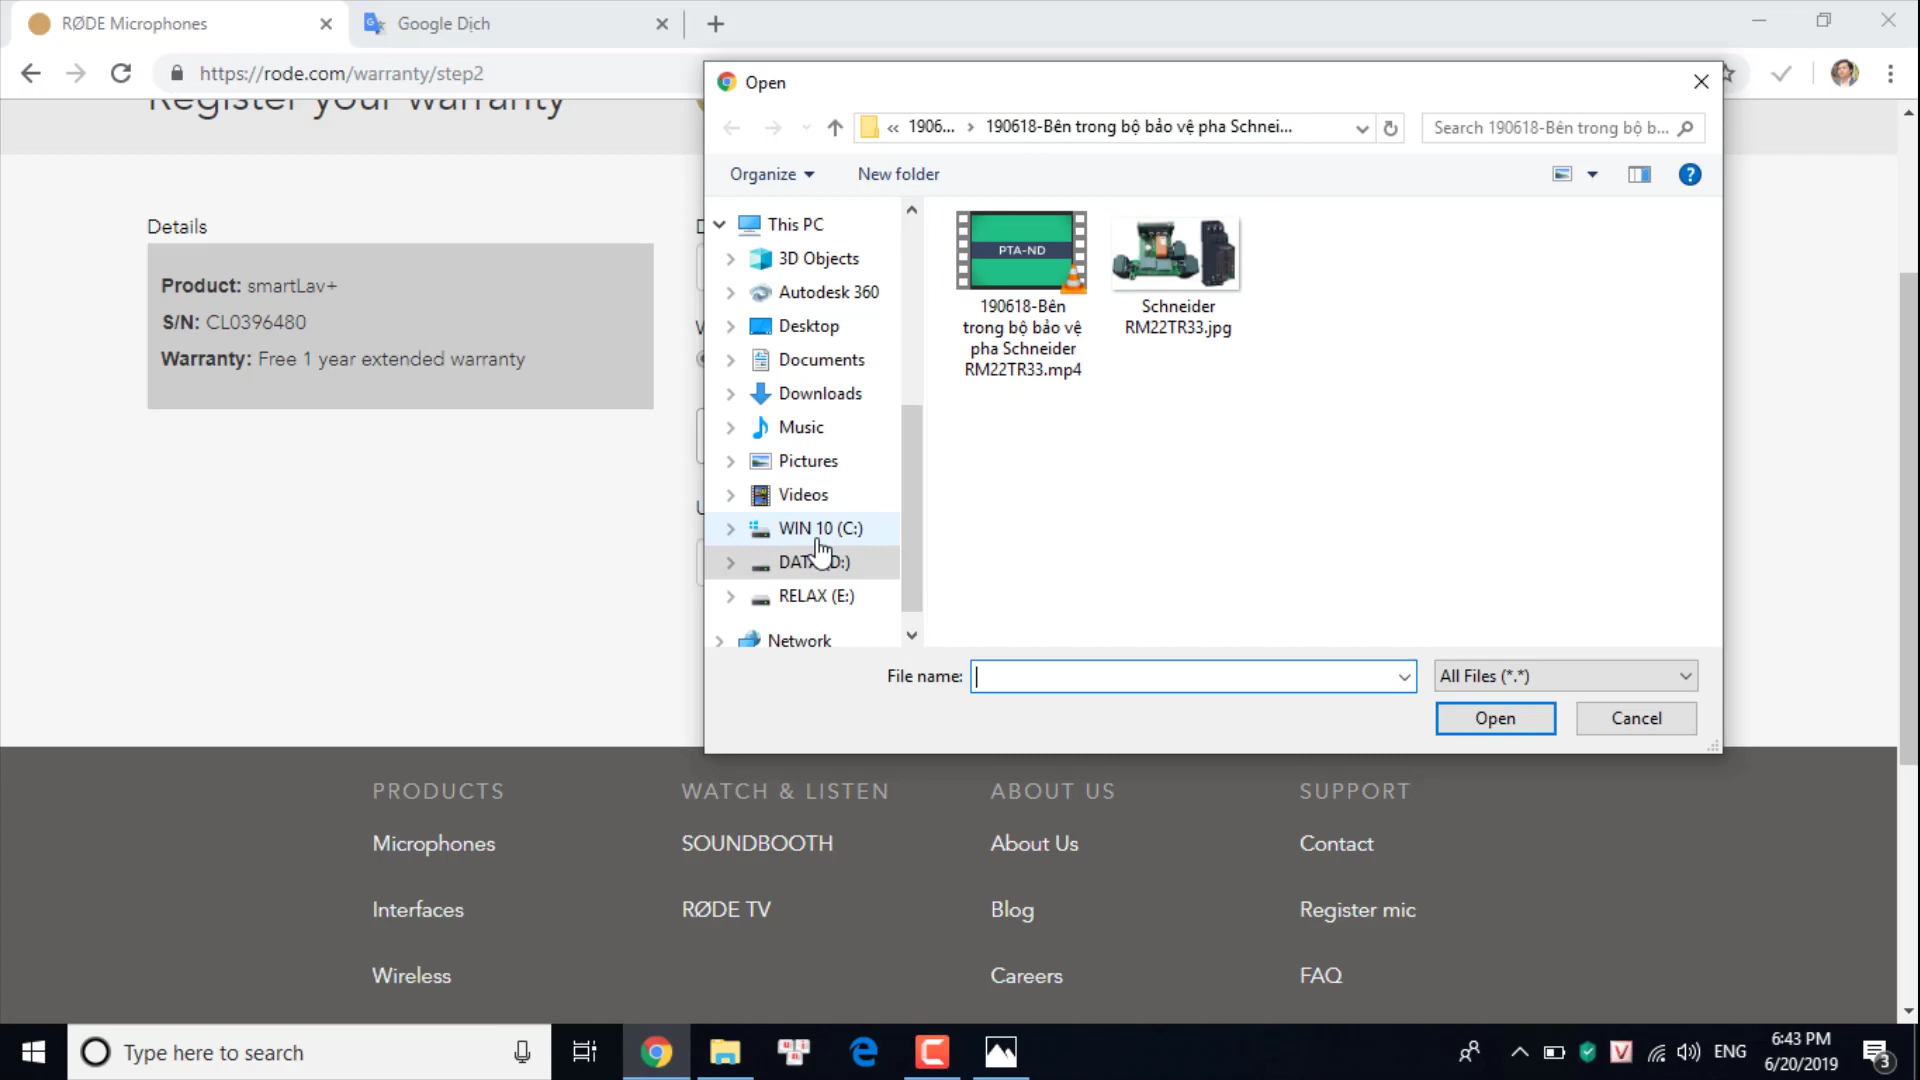 RØDE Microphones
Google Dịch
https://rode.com/warranty/step2
Register your warranty
Details
Product: smartLav+
S/N: CL0396480
Warranty: Free 1 year extended warranty
Open
« 1906... › 190618-Bên trong bộ bảo vệ pha Schnei...
Search 190618-Bên trong bộ b...
Organize
New folder
This PC
3D Objects
Autodesk 360
Desktop
Documents
Downloads
Music
Pictures
Videos
WIN 10 (C:)
DATA (D:)
RELAX (E:)
Network
PTA-ND
190618-Bên
trong bộ bảo vệ
pha Schneider
RM22TR33.mp4
Schneider
RM22TR33.jpg
File name:
All Files (*.*)
Open
Cancel
PRODUCTS
Microphones
Interfaces
Wireless
WATCH & LISTEN
SOUNDBOOTH
RØDE TV
ABOUT US
About Us
Blog
Careers
SUPPORT
Contact
Register mic
FAQ
Type here to search
ENG
6:43 PM
6/20/2019
3